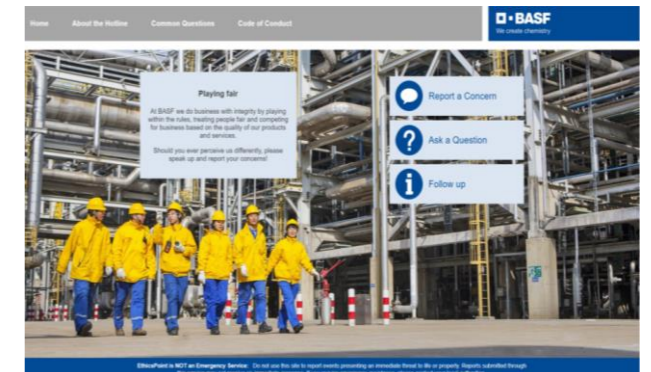 Home About the Hotline Common Questions Code of Conduct
BASF
We create chemistry
Playing fair
At BASF we do business with integrity by playing
within the rules, treating people fair and competing
for business based on the quality of our products
and services.
Should you ever perceive us differently, please
speak up and report your concerns!
Report a Concern
Ask a Question
Follow up
EthicsPoint is NOT an Emergency Service: Do not use this site to report events presenting an immediate threat to life or property. Reports submitted through